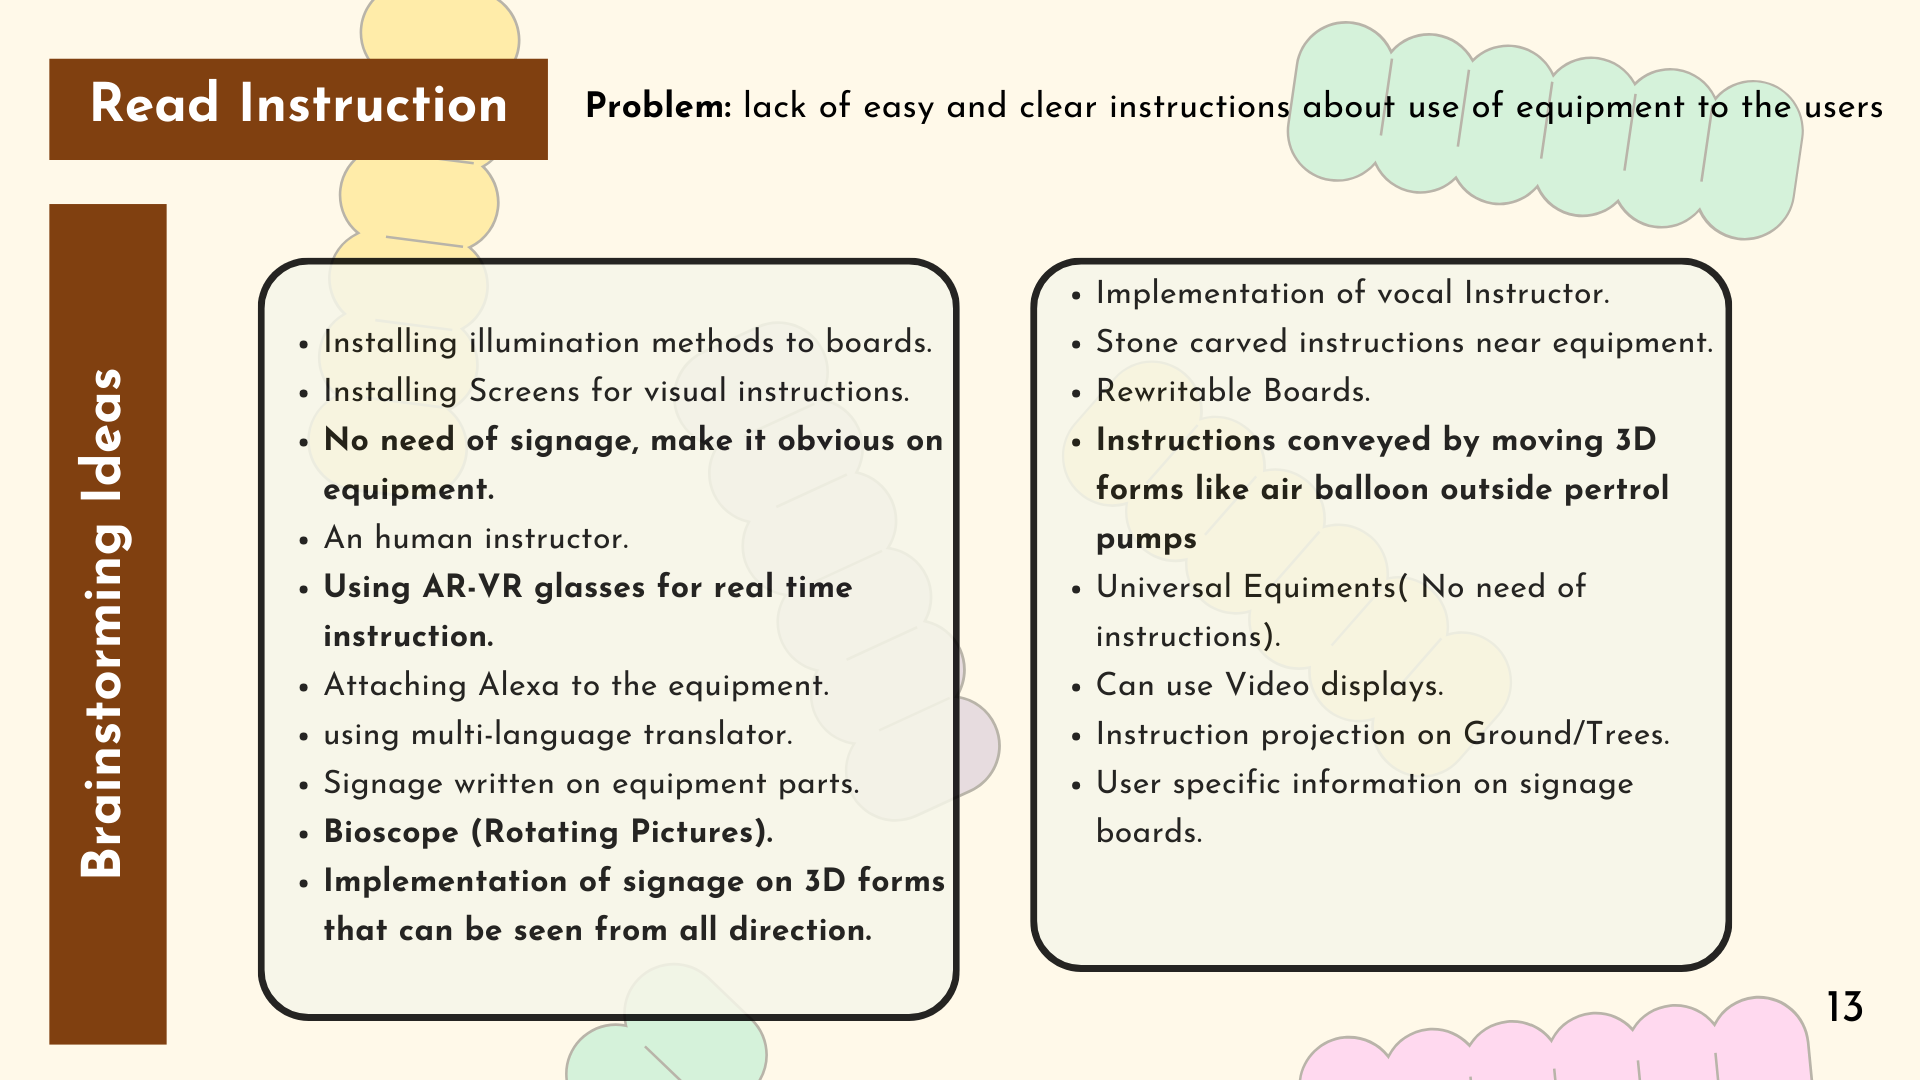 Read Instruction
Problem: lack of easy and clear instructions about use of equipment to the users
Brainstorming Ideas
• Installing illumination methods to boards.
• Installing Screens for visual instructions.
• No need of signage, make it obvious on
equipment.
• An human instructor.
• Using AR-VR glasses for real time
instruction.
• Attaching Alexa to the equipment.
• using multi-language translator.
• Signage written on equipment parts.
• Bioscope (Rotating Pictures).
• Implementation of signage on 3D forms
that can be seen from all direction.
• Implementation of vocal Instructor.
• Stone carved instructions near equipment.
• Rewritable Boards.
• Instructions conveyed by moving 3D
forms like air balloon outside pertrol
pumps
• Universal Equiments( No need of
instructions).
• Can use Video displays.
• Instruction projection on Ground/Trees.
• User specific information on signage
boards.
13